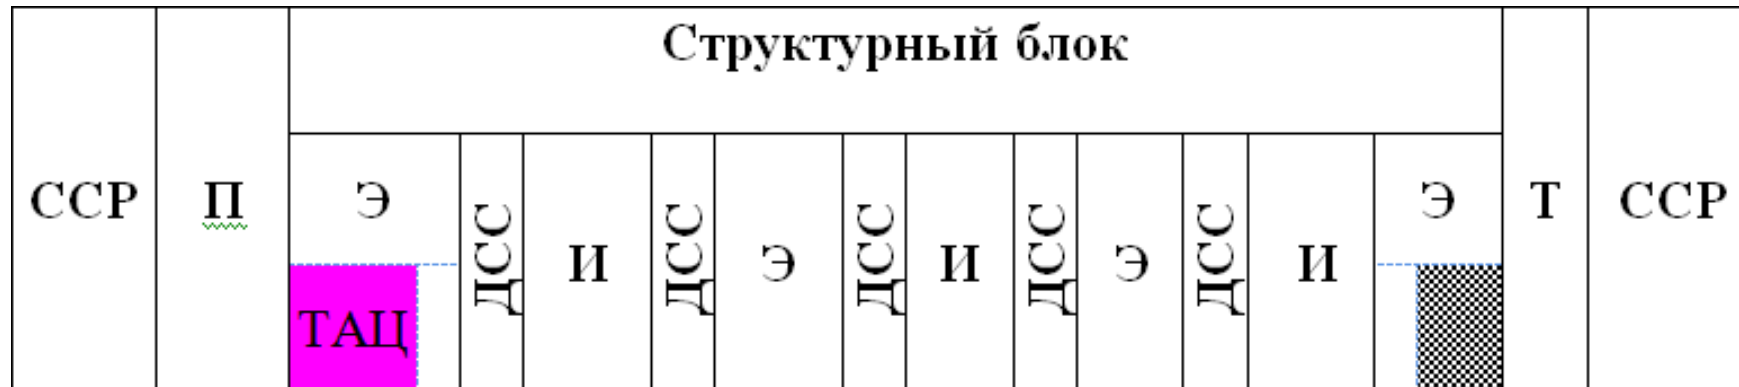 Структурный блок
ССР П Э ДСС И ДСС Э ДСС И ДСС Э ДСС И Э Т ССР
ТАЦ